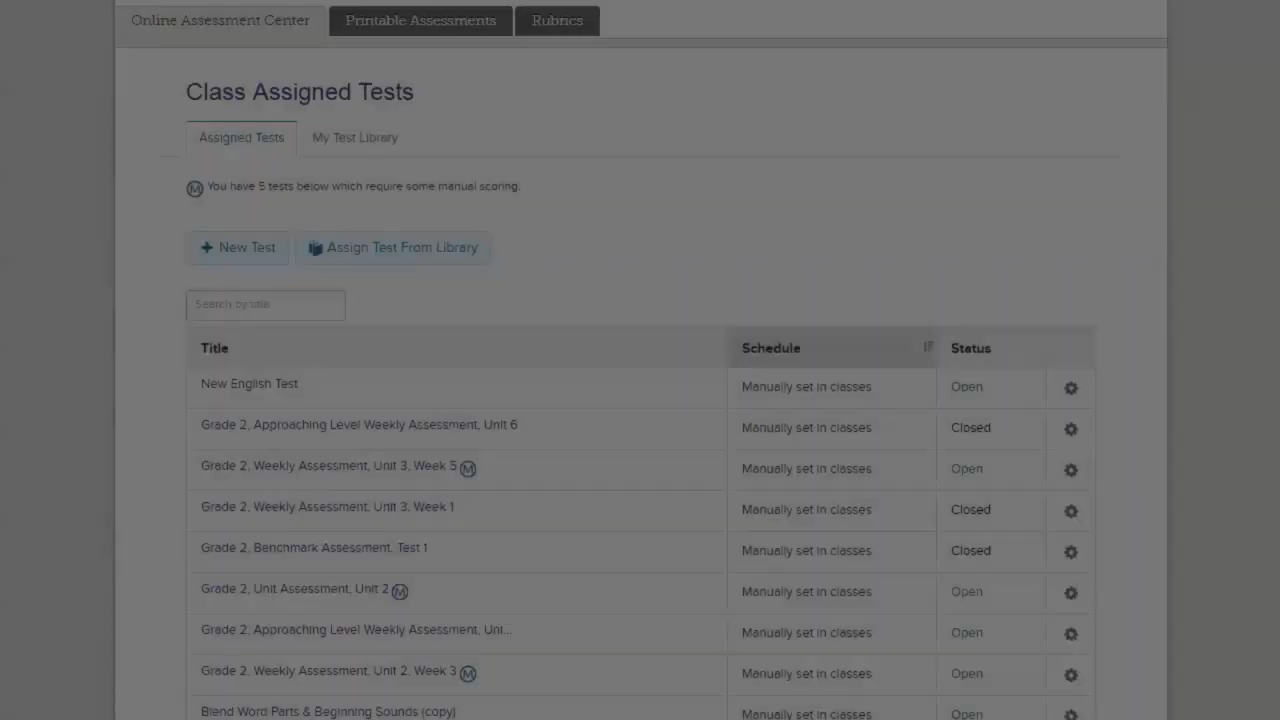 Online Assessment Center Printable Assessments Rubrics
Class Assigned Tests
Assigned Tests My Test Library
M You have 5 tests below which require some manual scoring.
+ New Test Assign Test From Library
Search by title
Title Schedule Status
New English Test Manually set in classes Open
Grade 2, Approaching Level Weekly Assessment, Unit 6 Manually set in classes Closed
Grade 2, Weekly Assessment, Unit 3, Week 5 M Manually set in classes Open
Grade 2, Weekly Assessment, Unit 3, Week 1 Manually set in classes Closed
Grade 2, Benchmark Assessment, Test 1 Manually set in classes Closed
Grade 2, Unit Assessment, Unit 2 M Manually set in classes Open
Grade 2, Approaching Level Weekly Assessment, Uni... Manually set in classes Open
Grade 2, Weekly Assessment, Unit 2, Week 3 M Manually set in classes Open
Blend Word Parts & Beginning Sounds (copy) Manually set in classes Open